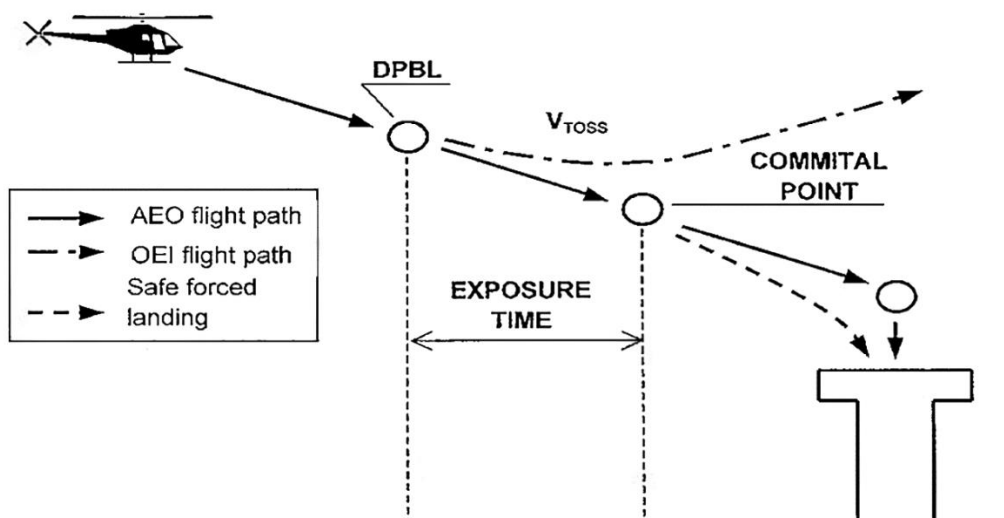 DPBL
VTOSS
COMMITAL
POINT
AEO flight path
OEI flight path
Safe forced
landing
EXPOSURE
TIME